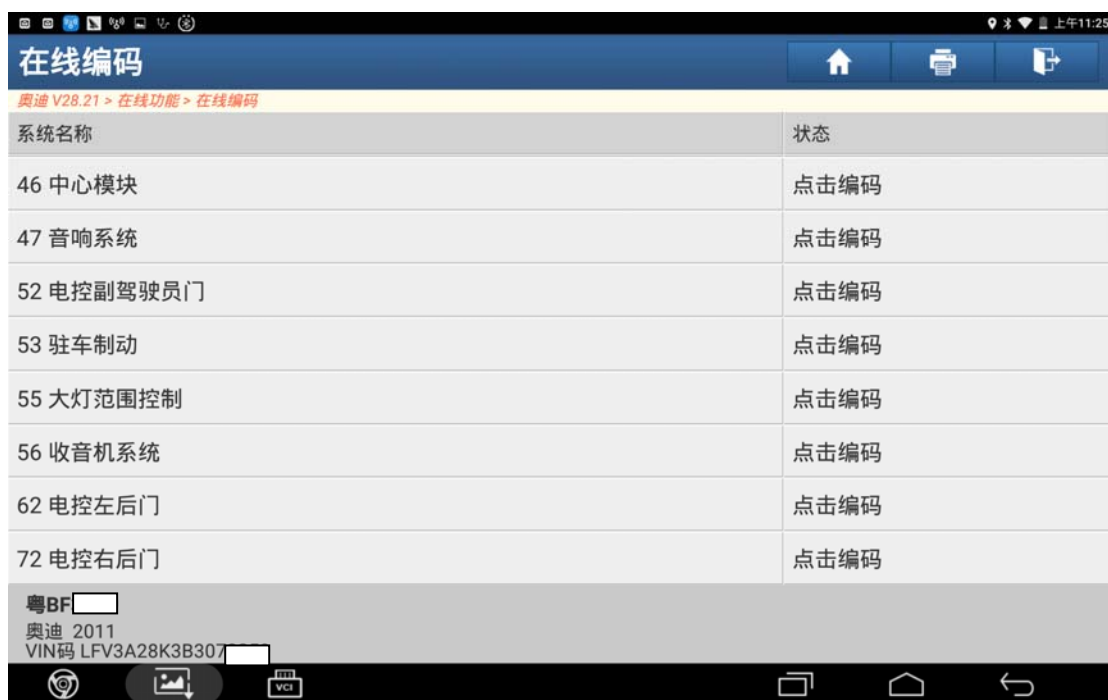 上午11:25
在线编码
奥迪 V28.21 > 在线功能 > 在线编码
系统名称 状态
46 中心模块 点击编码
47 音响系统 点击编码
52 电控副驾驶员门 点击编码
53 驻车制动 点击编码
55 大灯范围控制 点击编码
56 收音机系统 点击编码
62 电控左后门 点击编码
72 电控右后门 点击编码
粤BF
奥迪 2011
VIN码 LFV3A28K3B307
VCI